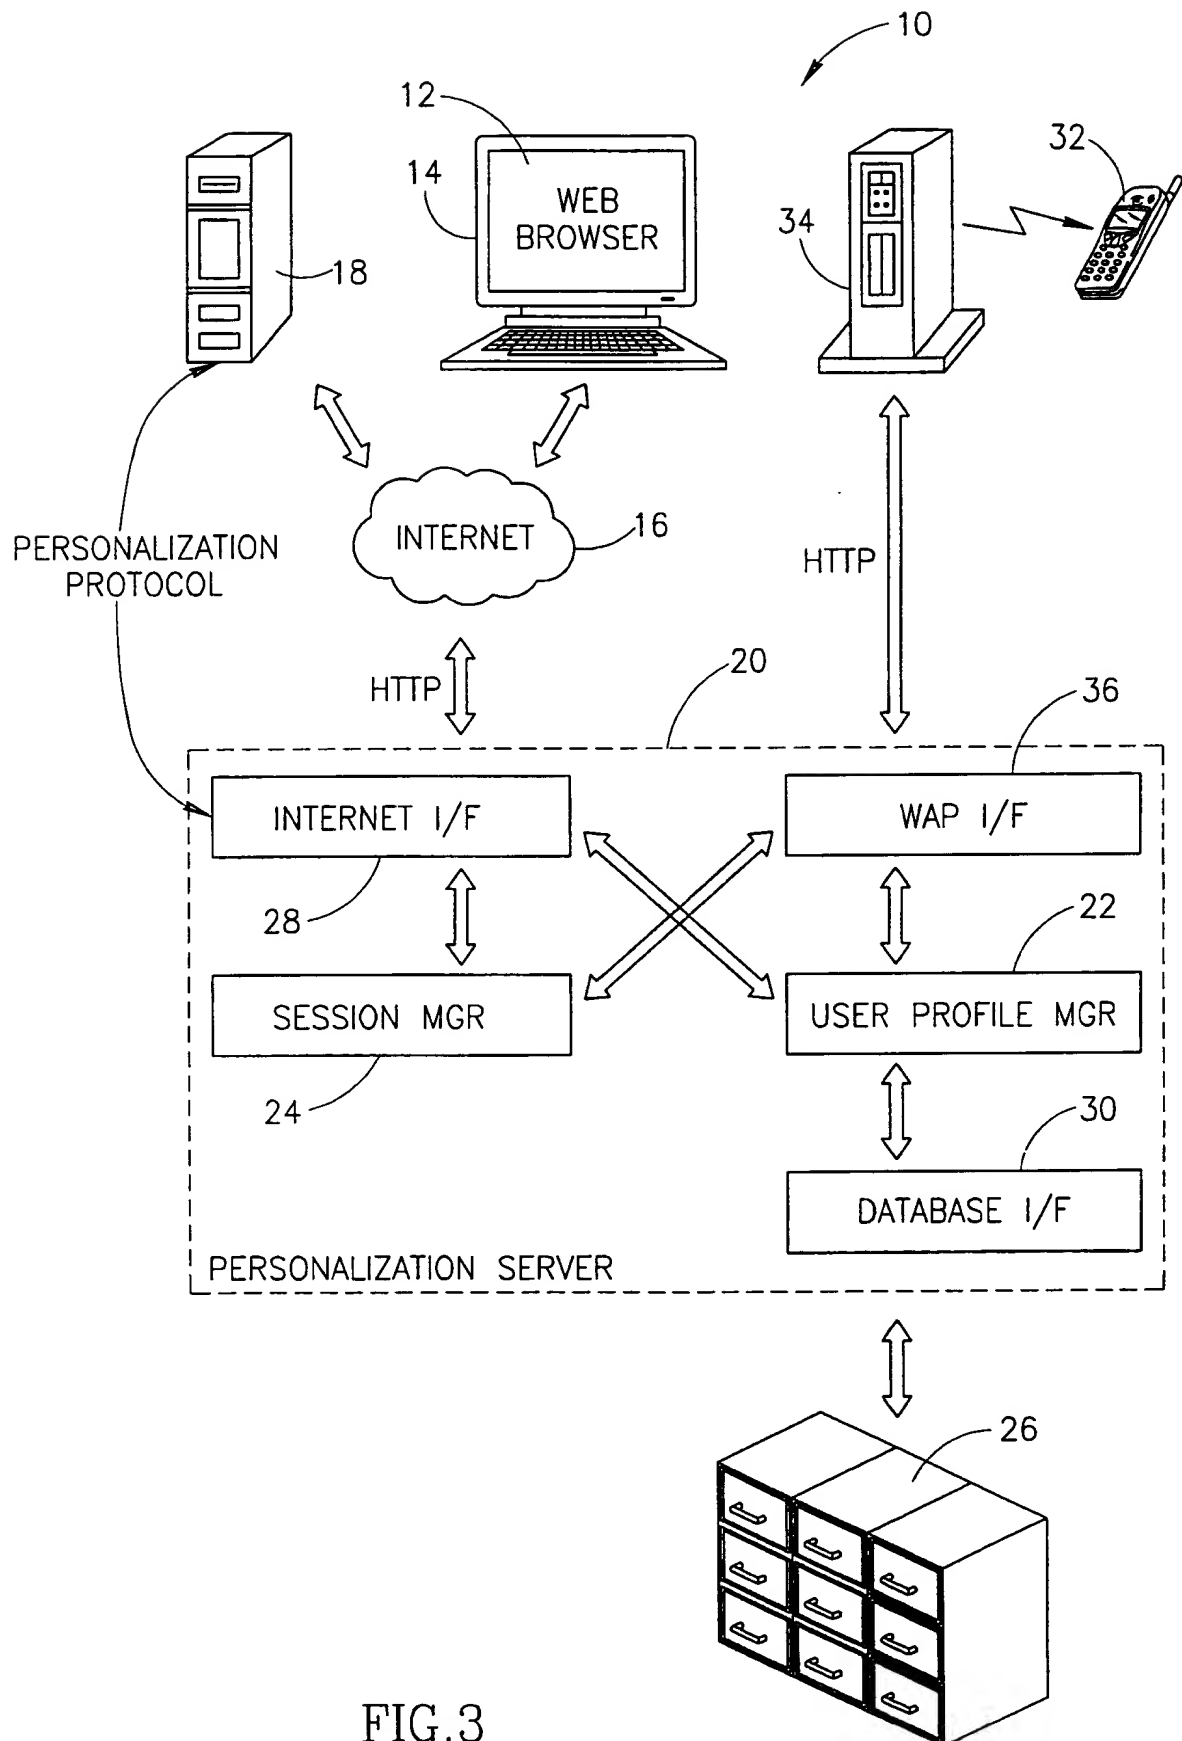 10
12
14
WEB
BROWSER
18
34
32
PERSONALIZATION
PROTOCOL
INTERNET
16
HTTP
HTTP
20
36
INTERNET I/F
WAP I/F
28
22
SESSION MGR
USER PROFILE MGR
24
30
DATABASE I/F
PERSONALIZATION SERVER
26
FIG.3